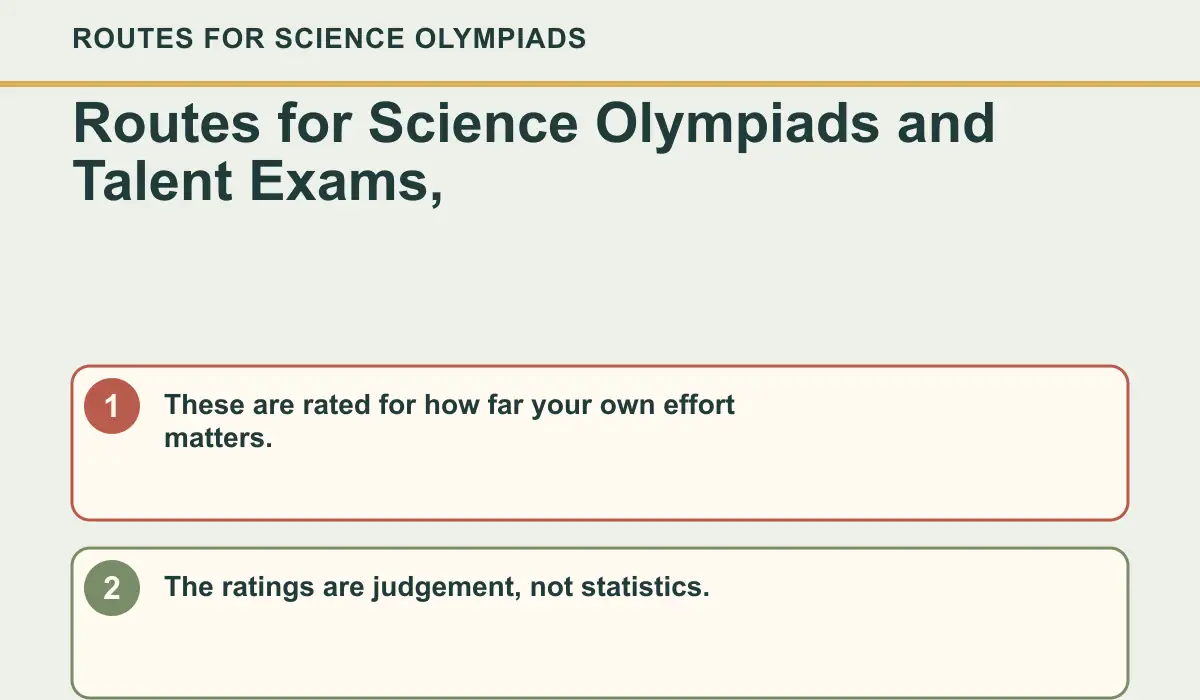 ROUTES FOR SCIENCE OLYMPIADS
Routes for Science Olympiads and
Talent Exams,
1
These are rated for how far your own effort
matters.
2
The ratings are judgement, not statistics.